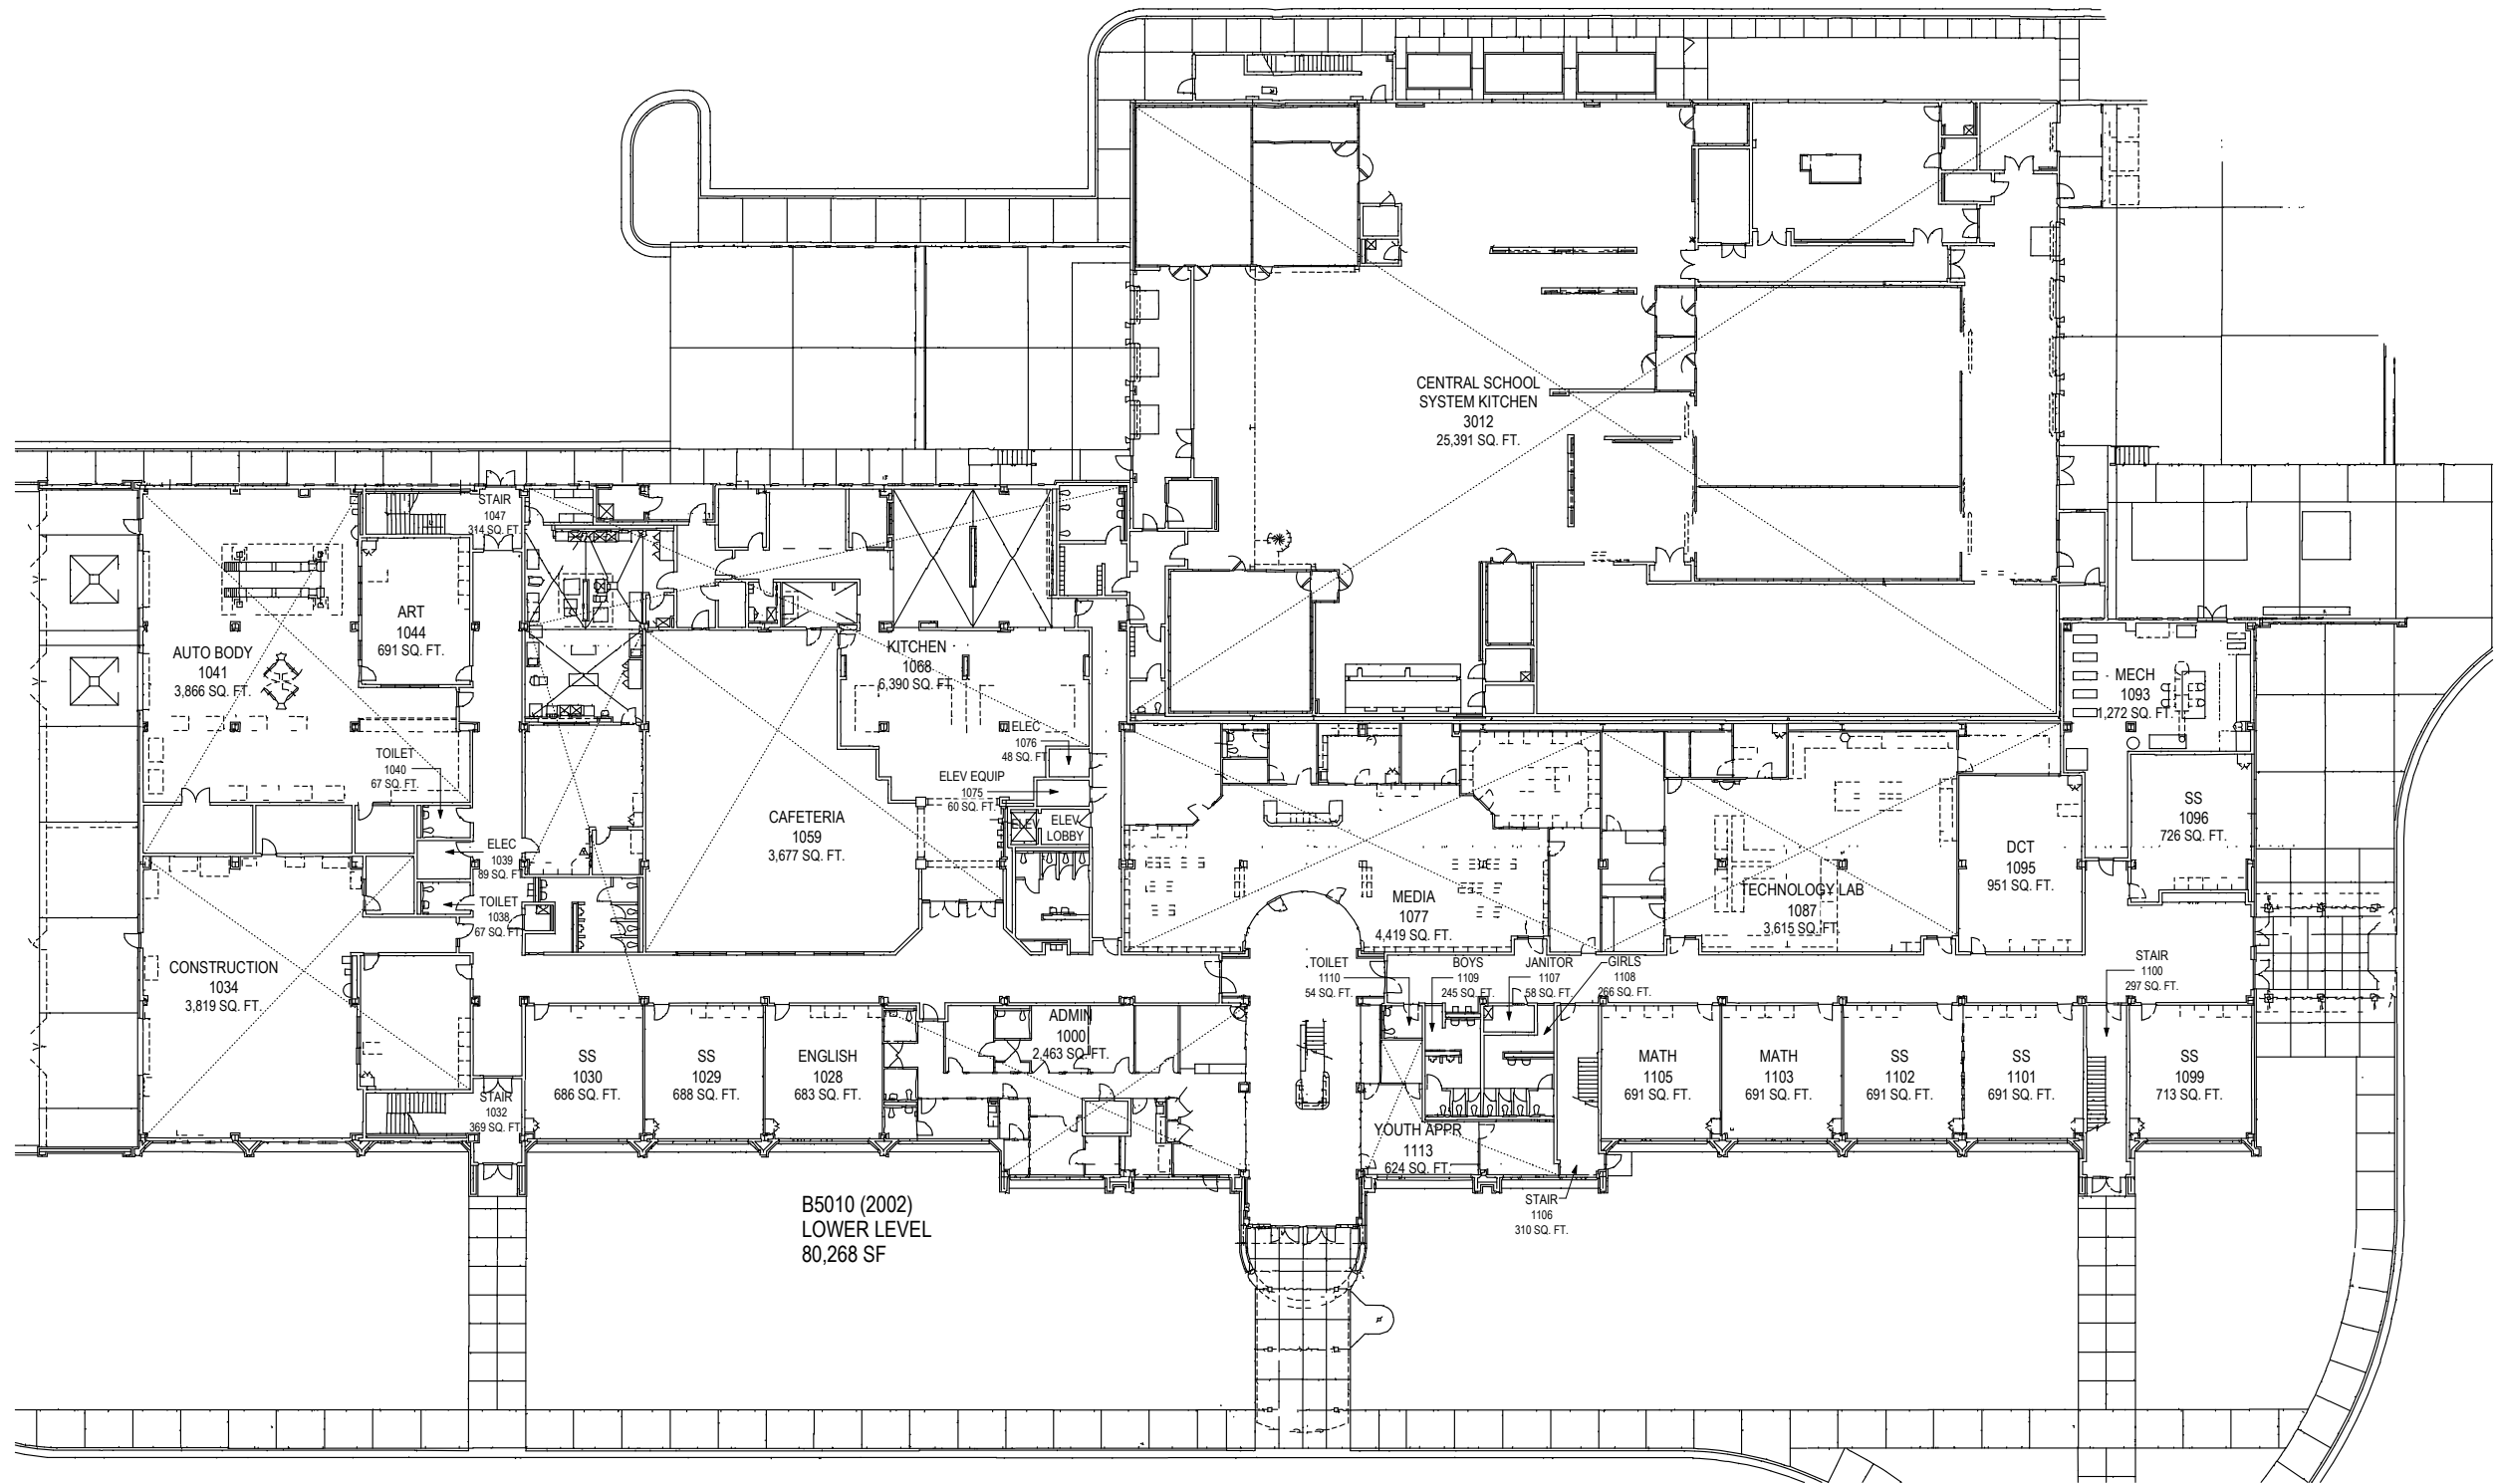 CENTRAL SCHOOL
SYSTEM KITCHEN
3012
25,391 SQ. FT.
STAIR
1047
314 SQ. FT.
ART
1044
691 SQ. FT.
AUTO BODY
1041
3,866 SQ. FT.
KITCHEN
1068
6,390 SQ. FT.
MECH
1093
1,272 SQ. FT.
ELEC
1076
48 SQ. FT.
TOILET
1040
67 SQ. FT.
ELEV EQUIP
1075
60 SQ. FT.
ELEV
ELEV
LOBBY
CAFETERIA
1059
3,677 SQ. FT.
SS
1096
726 SQ. FT.
ELEC
1039
89 SQ. FT.
DCT
1095
951 SQ. FT.
TOILET
1038
67 SQ. FT.
MEDIA
1077
4,419 SQ. FT.
TECHNOLOGY LAB
1087
3,615 SQ. FT.
CONSTRUCTION
1034
3,819 SQ. FT.
TOILET
1110
54 SQ. FT.
BOYS
1109
245 SQ. FT.
JANITOR
1107
58 SQ. FT.
GIRLS
1108
266 SQ. FT.
STAIR
1100
297 SQ. FT.
ADMIN
1000
2,463 SQ. FT.
SS
1030
686 SQ. FT.
SS
1029
688 SQ. FT.
ENGLISH
1028
683 SQ. FT.
MATH
1105
691 SQ. FT.
MATH
1103
691 SQ. FT.
SS
1102
691 SQ. FT.
SS
1101
691 SQ. FT.
SS
1099
713 SQ. FT.
STAIR
1032
369 SQ. FT.
YOUTH APPR
1113
624 SQ. FT.
STAIR
1106
310 SQ. FT.
B5010 (2002)
LOWER LEVEL
80,268 SF